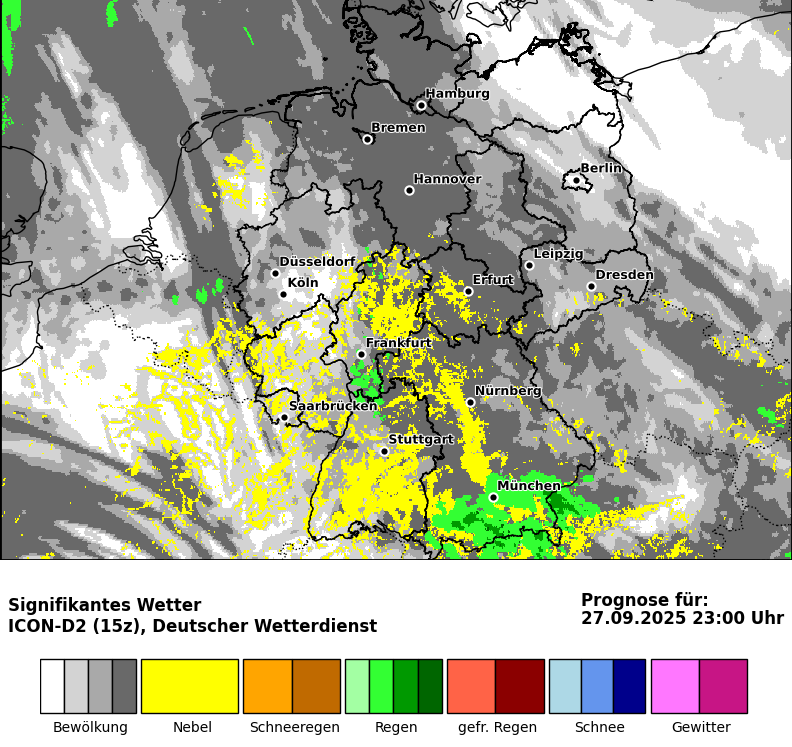 Hamburg
Bremen
Hannover
Berlin
Düsseldorf
Köln
Leipzig
Erfurt
Dresden
Frankfurt
Nürnberg
Saarbrücken
Stuttgart
München
Signifikantes Wetter
ICON-D2 (15z), Deutscher Wetterdienst
Prognose für:
27.09.2025 23:00 Uhr
Bewölkung Nebel Schneeregen Regen gefr. Regen Schnee Gewitter